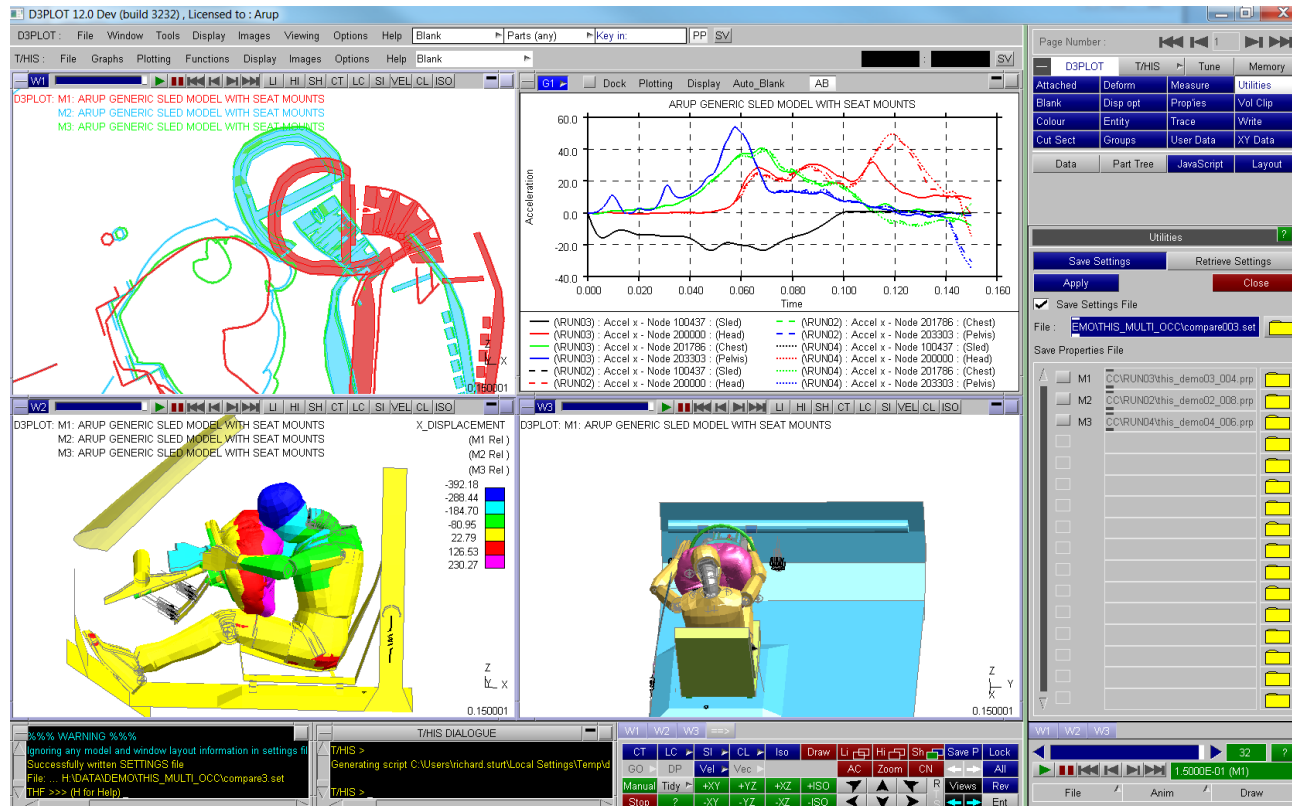 D3PLOT 12.0 Dev (build 3232) , Licensed to : Arup
D3PLOT : File Window Tools Display Images Viewing Options Help Blank Parts (any) Key in: PP SV
T/HIS : File Graphs Plotting Functions Display Images Options Help Blank : SV
W1 LI HI SH CT LC SI VEL CL ISO
D3PLOT: M1: ARUP GENERIC SLED MODEL WITH SEAT MOUNTS
M2: ARUP GENERIC SLED MODEL WITH SEAT MOUNTS
M3: ARUP GENERIC SLED MODEL WITH SEAT MOUNTS
Z
X
0.150001
G1 Dock Plotting Display Auto_Blank AB
ARUP GENERIC SLED MODEL WITH SEAT MOUNTS
Acceleration
60.0
40.0
20.0
0.0
-20.0
-40.0
0.000 0.020 0.040 0.060 0.080 0.100 0.120 0.140 0.160
Time
(\RUN03) : Accel x - Node 100437 : (Sled)
(\RUN03) : Accel x - Node 200000 : (Head)
(\RUN03) : Accel x - Node 201786 : (Chest)
(\RUN03) : Accel x - Node 203303 : (Pelvis)
(\RUN02) : Accel x - Node 100437 : (Sled)
(\RUN02) : Accel x - Node 200000 : (Head)
(\RUN02) : Accel x - Node 201786 : (Chest)
(\RUN02) : Accel x - Node 203303 : (Pelvis)
(\RUN04) : Accel x - Node 100437 : (Sled)
(\RUN04) : Accel x - Node 200000 : (Head)
(\RUN04) : Accel x - Node 201786 : (Chest)
(\RUN04) : Accel x - Node 203303 : (Pelvis)
W2 LI HI SH CT LC SI VEL CL ISO
D3PLOT: M1: ARUP GENERIC SLED MODEL WITH SEAT MOUNTS
M2: ARUP GENERIC SLED MODEL WITH SEAT MOUNTS
M3: ARUP GENERIC SLED MODEL WITH SEAT MOUNTS
X_DISPLACEMENT
(M1 Rel )
(M2 Rel )
(M3 Rel )
-392.18
-288.44
-184.70
-80.95
22.79
126.53
230.27
Z
X
0.150001
W3 LI HI SH CT LC SI VEL CL ISO
D3PLOT: M1: ARUP GENERIC SLED MODEL WITH SEAT MOUNTS
Z
Y
X
0.150001
%%% WARNING %%%
Ignoring any model and window layout information in settings fil
Successfully written SETTINGS file
File: ... H:\DATA\DEMO\THIS_MULTI_OCC\compare3.set
THF >>> (H for Help) _
T/HIS DIALOGUE
T/HIS >
Generating script C:\Users\richard.sturt\Local Settings\Temp\d
T/HIS > _
W1 W2 W3 ==>
CT LC SI CL Iso Draw Li Hi Sh Save P Lock
GO DP Vel Vec AC Zoom CN All
Manual Tidy +XY +YZ +XZ +ISO R Views Rev
Stop ? -XY -YZ -XZ -ISO Ent
Page Number : 1
D3PLOT T/HIS Tune Memory
Attached Deform Measure Utilities
Blank Disp opt Prop'ies Vol Clip
Colour Entity Trace Write
Cut Sect Groups User Data XY Data
Data Part Tree JavaScript Layout
Utilities ?
Save Settings Retrieve Settings
Apply Close
Save Settings File
File : EMO\THIS_MULTI_OCC\compare003.set
Save Properties File
M1 CC\RUN03\this_demo03_004.prp
M2 CC\RUN02\this_demo02_008.prp
M3 CC\RUN04\this_demo04_006.prp
W1 W2 W3
32 ?
1.5000E-01 (M1)
File Anim Draw